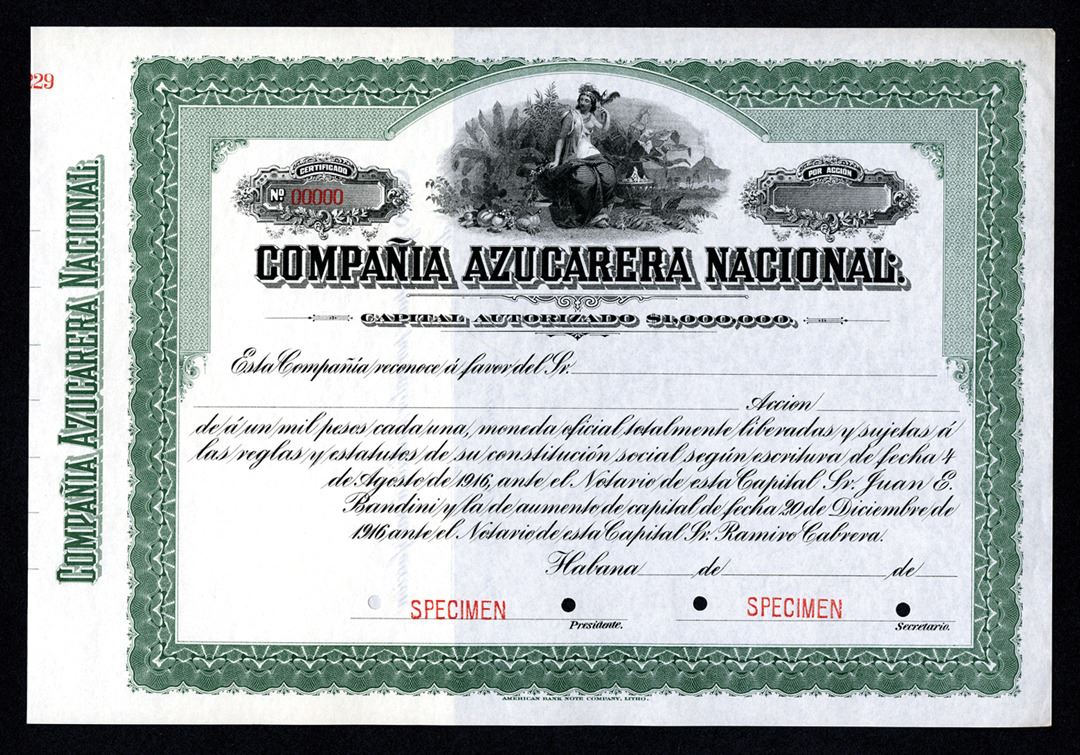 229
COMPAÑIA AZUCARERA NACIONAL.
CERTIFICADO
Nº 00000
POR ACCION
COMPAÑIA AZUCARERA NACIONAL.
CAPITAL AUTORIZADO $1,000,000.
Esta Compañía reconoce á favor del Sr.
Accion
de á un mil pesos cada una, moneda oficial totalmente liberadas y sujetas á
las reglas y estatutos de su constitución social según escritura de fecha 4
de Agosto de 1916, ante el Notario de esta Capital Sr. Juan E.
Bandini y la de aumento de capital de fecha 20 de Diciembre de
1916 ante el Notario de esta Capital Sr. Ramiro Cabrera.
Habana de de
SPECIMEN SPECIMEN
Presidente. Secretario.
AMERICAN BANK NOTE COMPANY, LITHO.